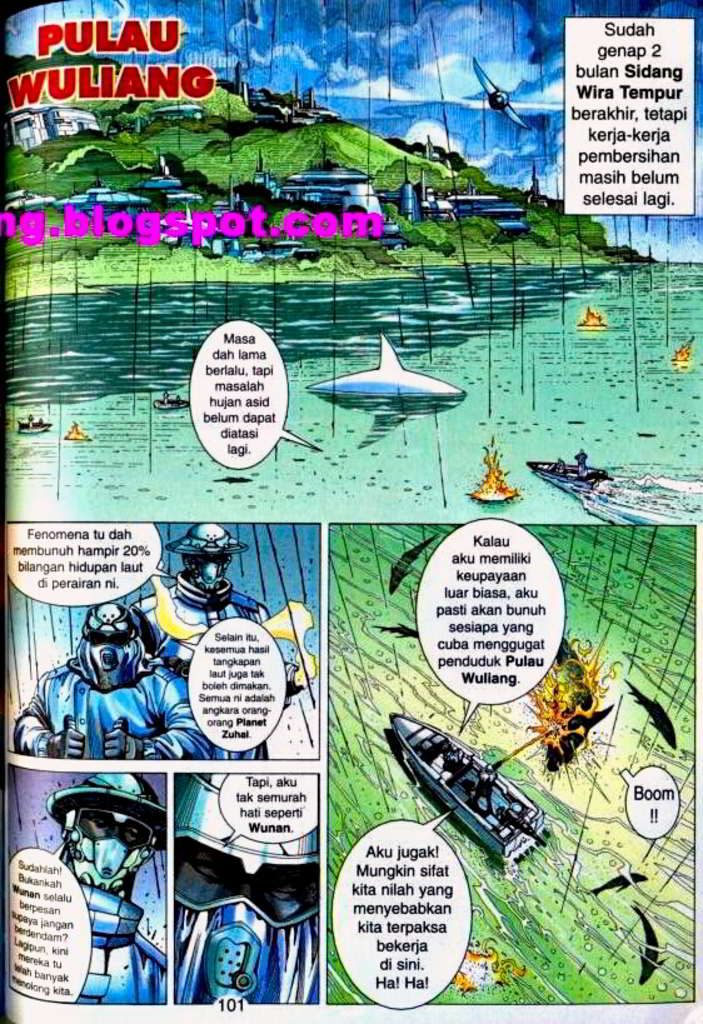 PULAU
WULIANG
Sudah
genap 2
bulan Sidang
Wira Tempur
berakhir, tetapi
kerja-kerja
pembersihan
masih belum
selesai lagi.
ng.blogspot.com
Masa
dah lama
berlalu, tapi
masalah
hujan asid
belum dapat
diatasi
lagi.
Fenomena tu dah
membunuh hampir 20%
bilangan hidupan laut
di perairan ni.
Selain itu,
kesemua hasil
tangkapan
laut juga tak
boleh dimakan.
Semua ni adalah
angkara orang-
orang Planet
Zuhal.
Kalau
aku memiliki
keupayaan
luar biasa, aku
pasti akan bunuh
sesiapa yang
cuba menggugat
penduduk Pulau
Wuliang.
Boom
!!
Aku jugak!
Mungkin sifat
kita nilah yang
menyebabkan
kita terpaksa
bekerja
di sini.
Ha! Ha!
Sudahlah!
Bukankah
Wunan selalu
berpesan
supaya jangan
berdendam?
Lagipun, kini
mereka tu
telah banyak
menolong kita.
Tapi, aku
tak semurah
hati seperti
Wunan.
101